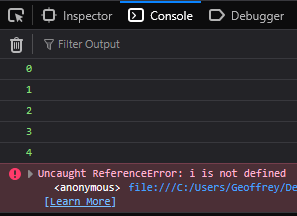 Inspector Console Debugger
Filter Output
0
1
2
3
4
Uncaught ReferenceError: i is not defined
<anonymous> file:///C:/Users/Geoffrey/De
[Learn More]